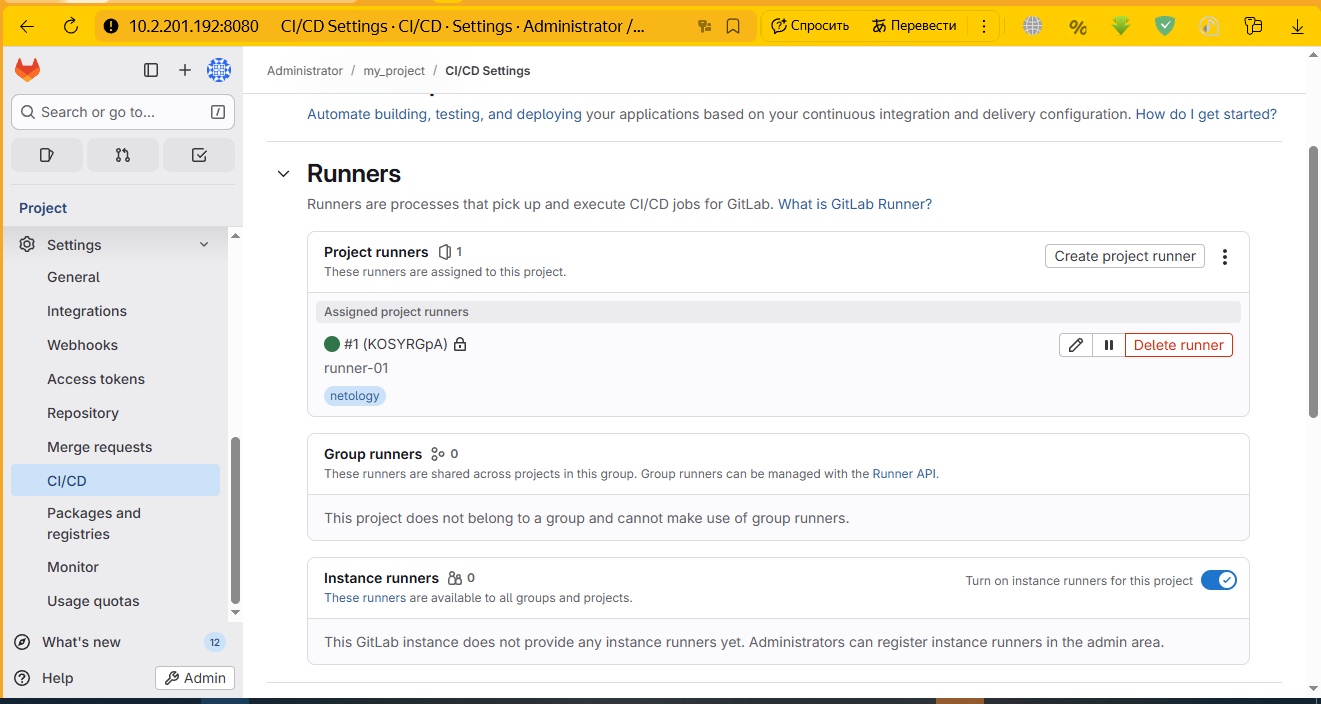 10.2.201.192:8080 CI/CD Settings · CI/CD · Settings · Administrator /... Спросить Перевести
Administrator / my_project / CI/CD Settings
Search or go to... /
Project
Settings
General
Integrations
Webhooks
Access tokens
Repository
Merge requests
CI/CD
Packages and
registries
Monitor
Usage quotas
What's new 12
Help Admin
Automate building, testing, and deploying your applications based on your continuous integration and delivery configuration. How do I get started?
Runners
Runners are processes that pick up and execute CI/CD jobs for GitLab. What is GitLab Runner?
Project runners 1
These runners are assigned to this project.
Create project runner
Assigned project runners
#1 (KOSYRGpA)
Delete runner
runner-01
netology
Group runners 0
These runners are shared across projects in this group. Group runners can be managed with the Runner API.
This project does not belong to a group and cannot make use of group runners.
Instance runners 0
These runners are available to all groups and projects.
Turn on instance runners for this project
This GitLab instance does not provide any instance runners yet. Administrators can register instance runners in the admin area.